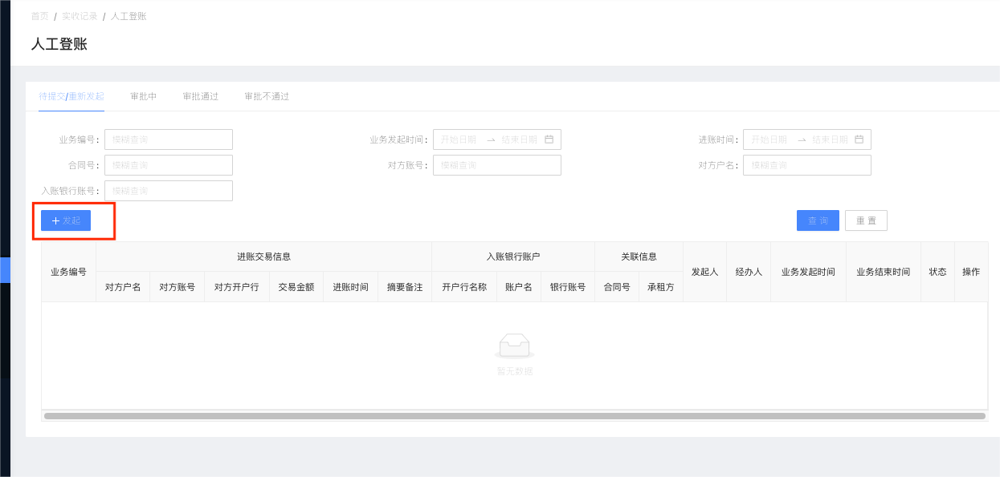 首页 / 实收记录 / 人工登账
人工登账
待提交/重新发起 审批中 审批通过 审批不通过
业务编号: 模糊查询 业务发起时间: 开始日期 → 结束日期 进账时间: 开始日期 → 结束日期
合同号: 模糊查询 对方账号: 模糊查询 对方户名: 模糊查询
入账银行账号: 模糊查询
+ 发起 查 询 重 置
进账交易信息 入账银行账户 关联信息
业务编号 发起人 经办人 业务发起时间 业务结束时间 状态 操作
对方户名 对方账号 对方开户行 交易金额 进账时间 摘要备注 开户行名称 账户名 银行账号 合同号 承租方
暂无数据